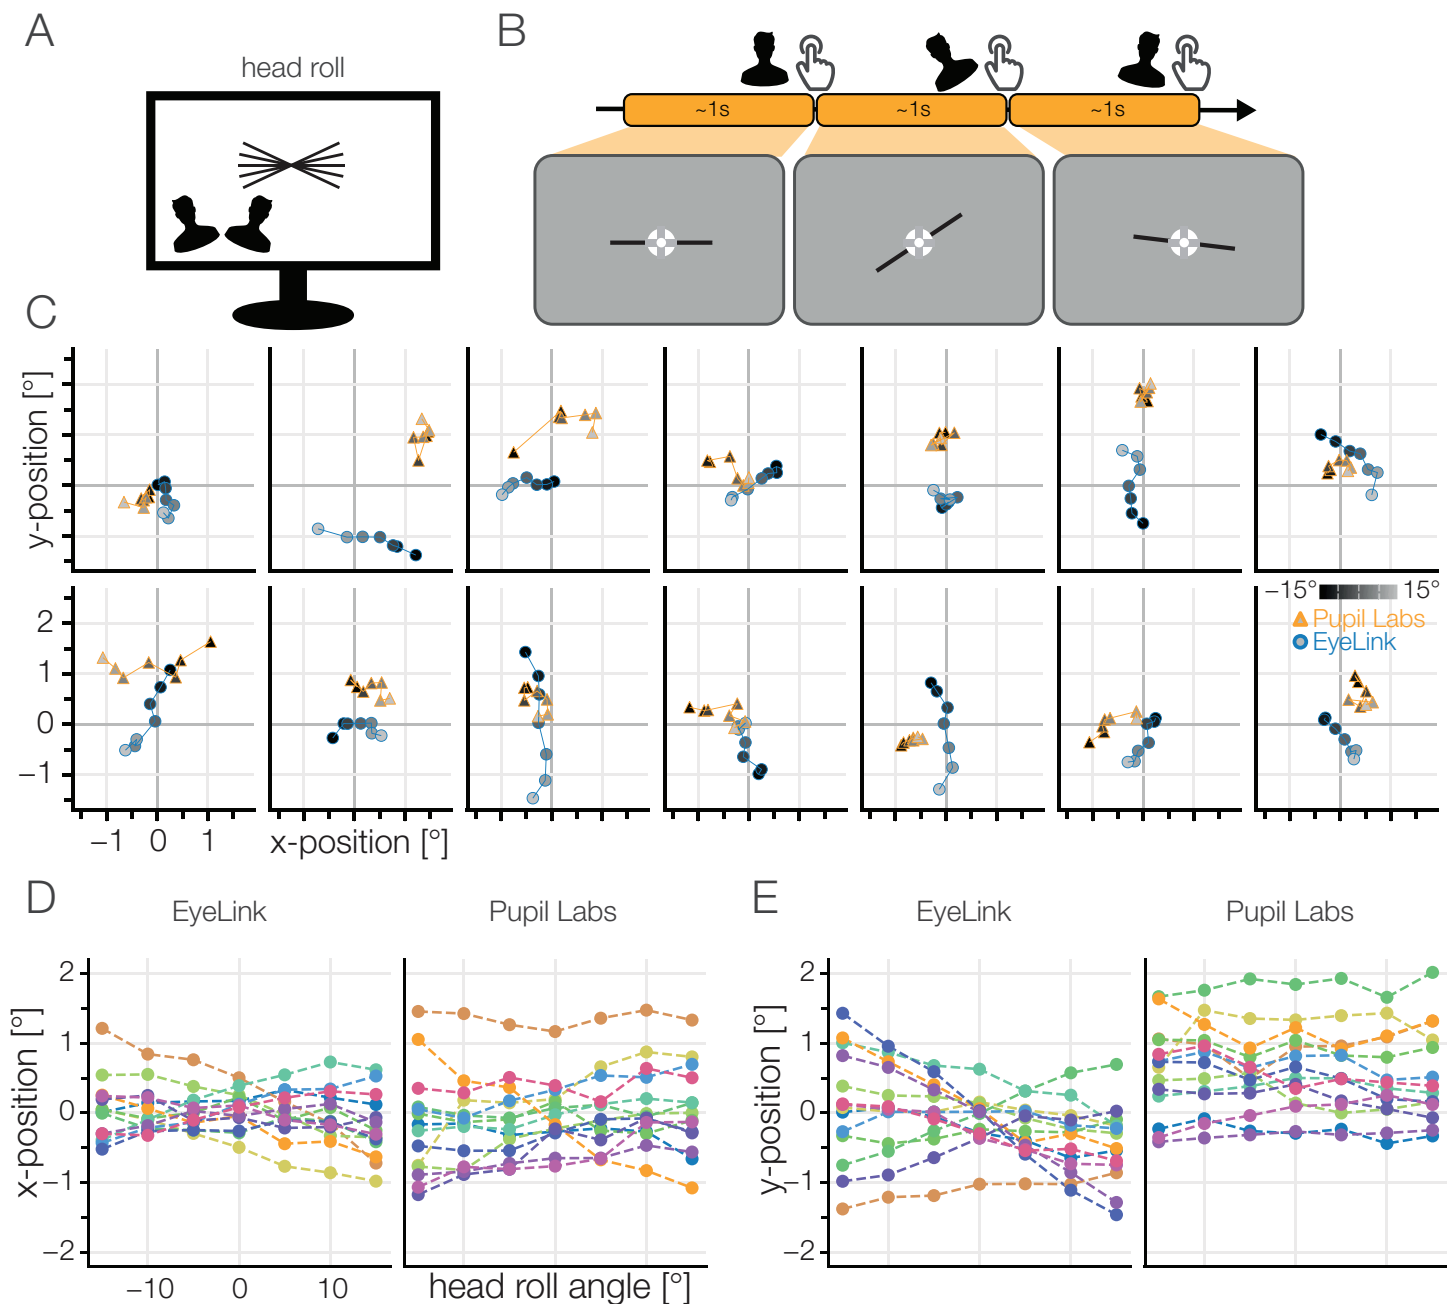 A
head roll
B
~1s
~1s
~1s
C
y-position [°]
−15° 15°
Pupil Labs
EyeLink
2
1
0
−1
−1 0 1
x-position [°]
D
EyeLink
Pupil Labs
x-position [°]
2
1
0
−1
−2
−10 0 10
head roll angle [°]
E
EyeLink
Pupil Labs
y-position [°]
2
1
0
−1
−2